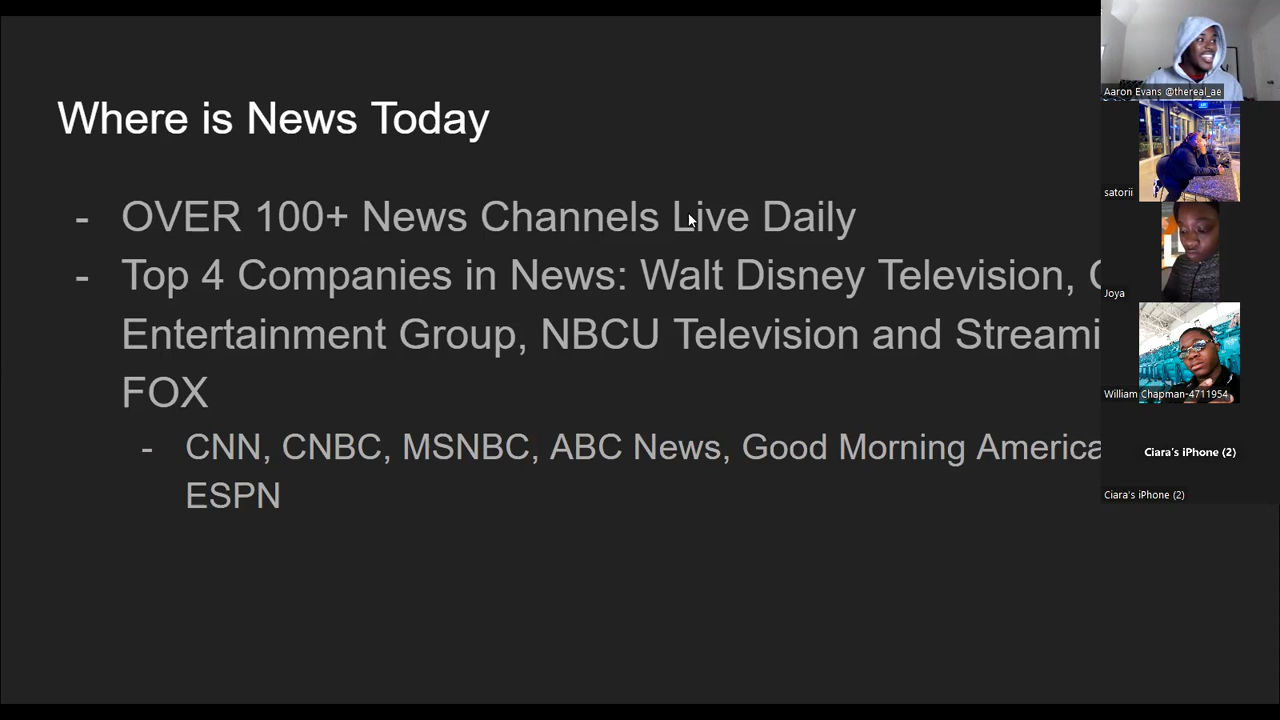 Where is News Today
- OVER 100+ News Channels Live Daily
- Top 4 Companies in News: Walt Disney Television,
Entertainment Group, NBCU Television and Streami
FOX
- CNN, CNBC, MSNBC, ABC News, Good Morning America
ESPN
Aaron Evans @thereal_ae
satorii
Joya
William Chapman-4711954
Ciara's iPhone (2)
Ciara's iPhone (2)